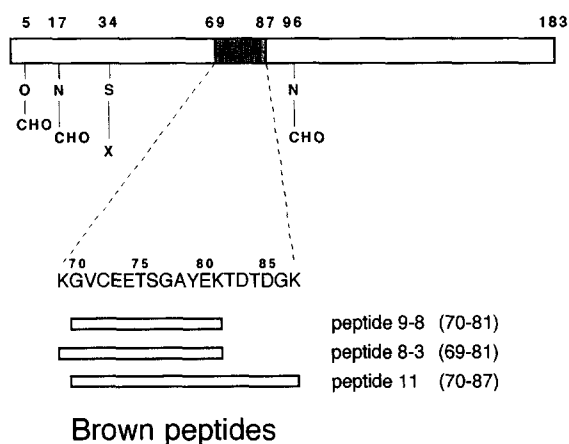 5 17 34 69 87 96 183
O N S N
CHO CHO X CHO
70 75 80 85
KGVCEETSGAYEKTDTDGK
peptide 9-8 (70-81)
peptide 8-3 (69-81)
peptide 11 (70-87)
Brown peptides